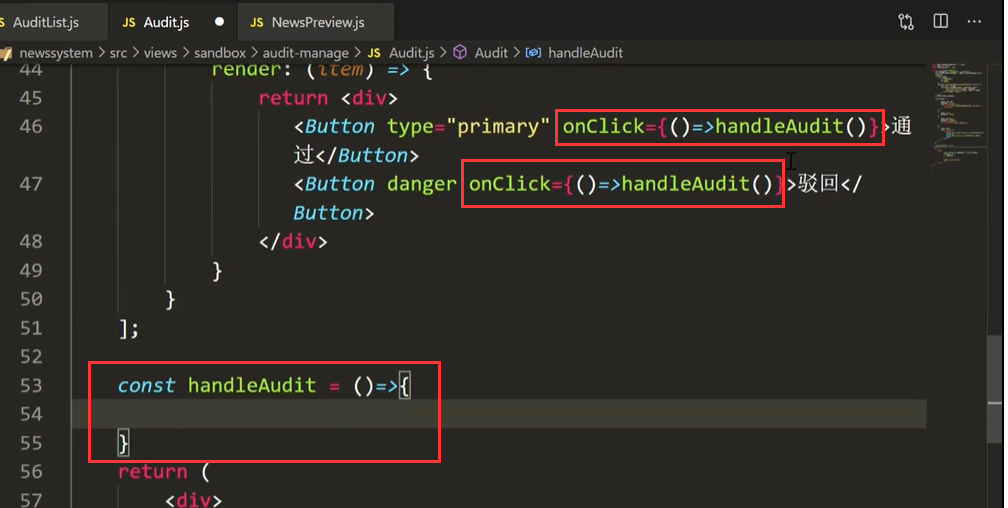 JS AuditList.js JS Audit.js JS NewsPreview.js
newssystem > src > views > sandbox > audit-manage > JS Audit.js > Audit > handleAudit
44 render: (item) => {
45 return <div>
46 <Button type="primary" onClick={()=>handleAudit()}>通
过</Button>
47 <Button danger onClick={()=>handleAudit()}>驳回</
Button>
48 </div>
49 }
50 }
51 ];
52
53 const handleAudit = ()=>{
54
55 }
56 return (
57 <div>